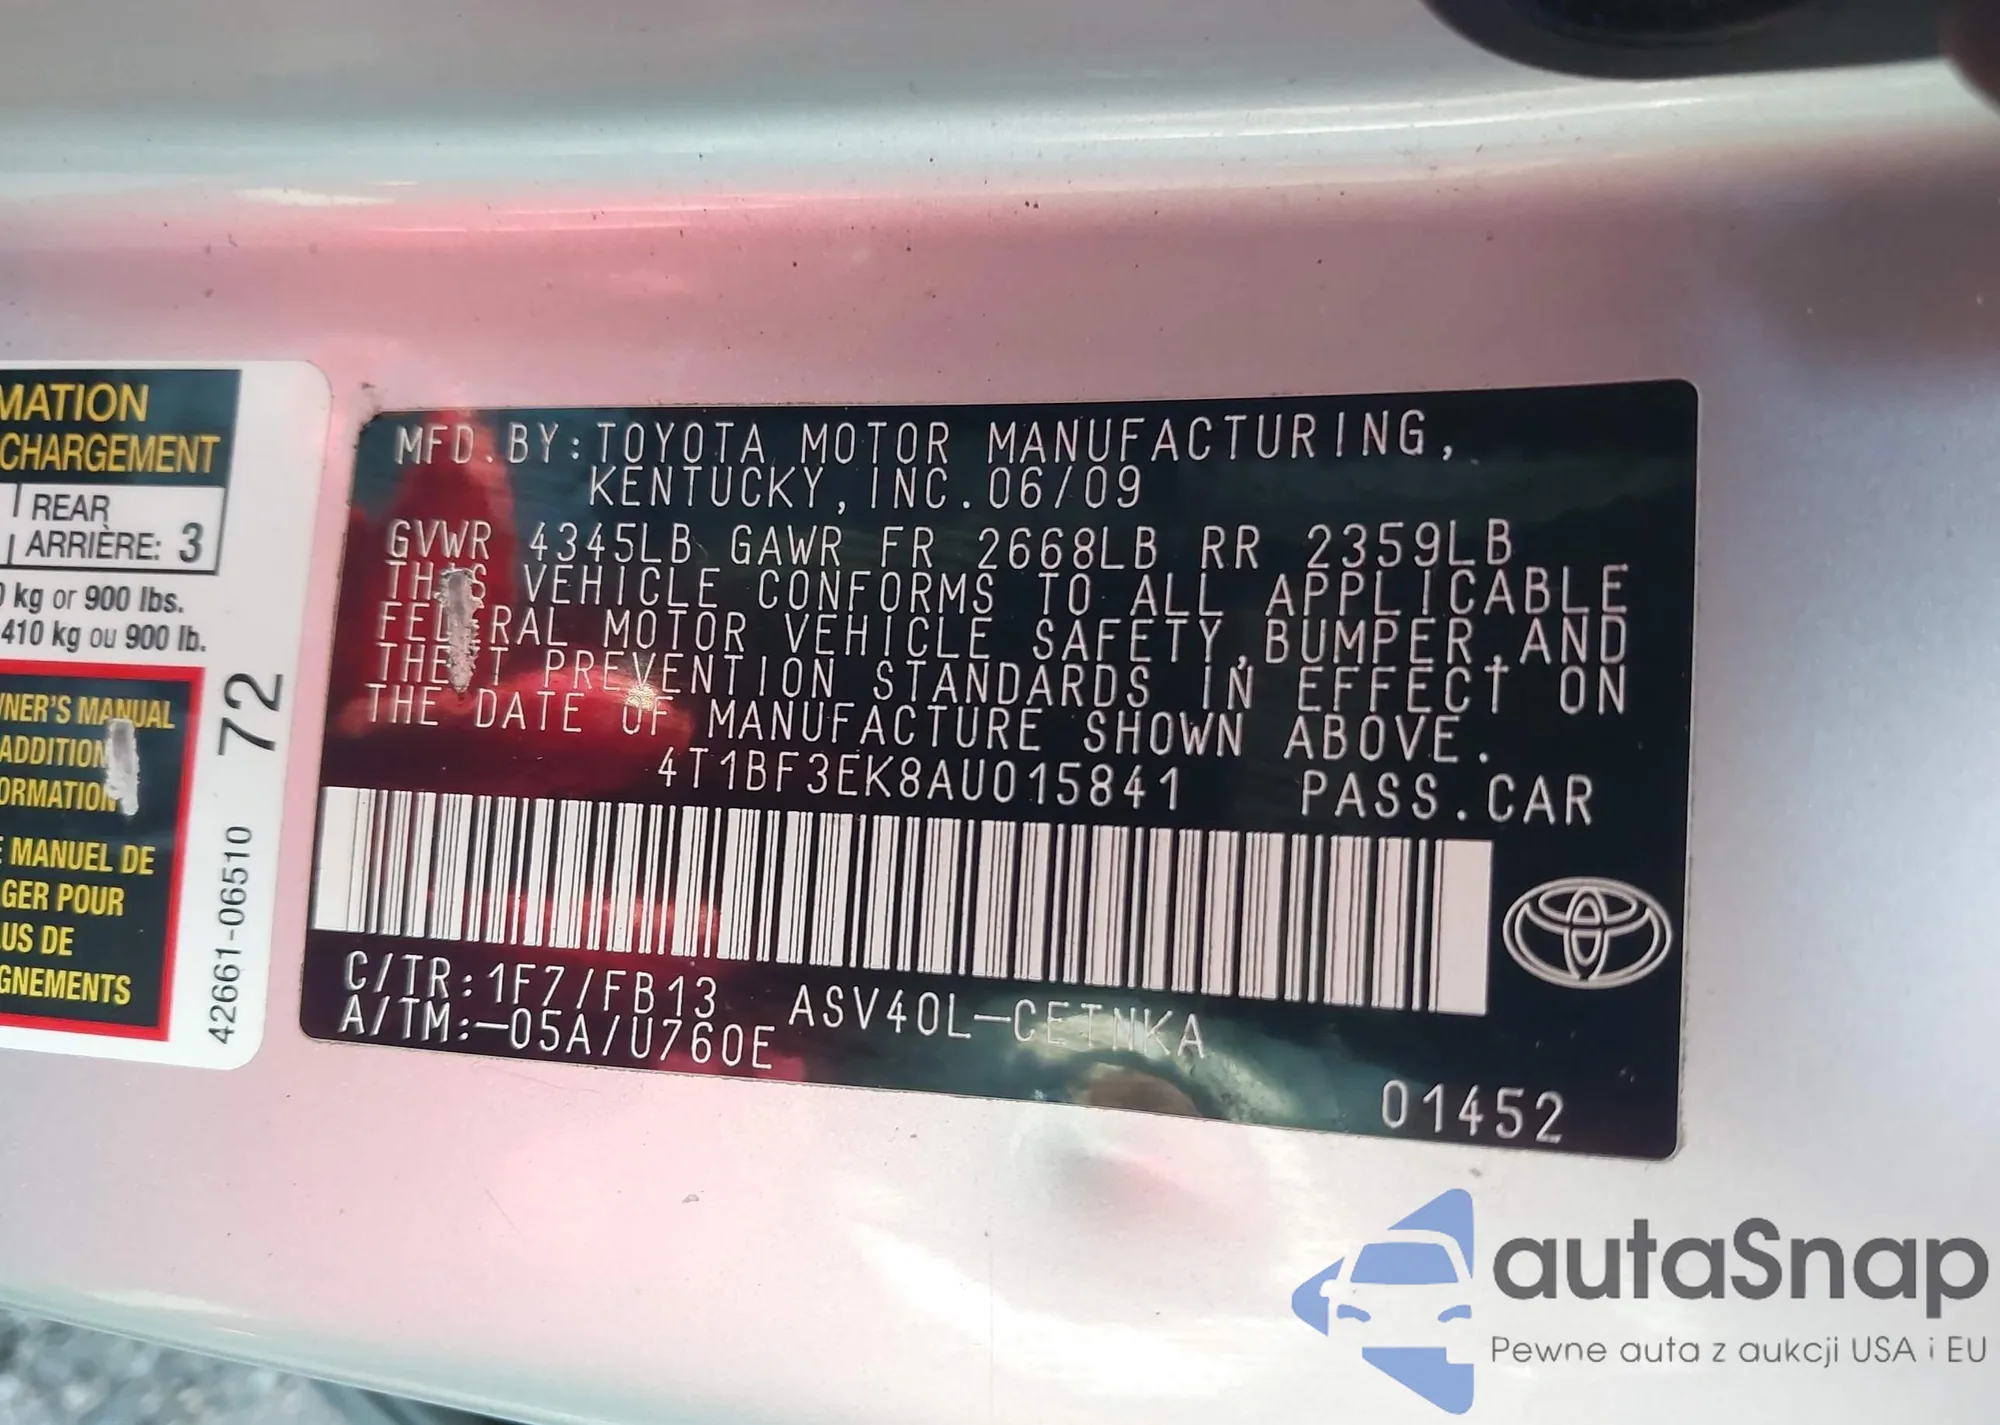 MATION
CHARGEMENT
REAR
ARRIÈRE: 3
kg or 900 lbs.
410 kg ou 900 lb.
NER'S MANUAL
ADDITION
ORMATION
MANUEL DE
GER POUR
US DE
GNEMENTS
42661-06510 72
MFD.BY:TOYOTA MOTOR MANUFACTURING,
KENTUCKY,INC.06/09
GVWR 4345LB GAWR FR 2668LB RR 2359LB
THIS VEHICLE CONFORMS TO ALL APPLICABLE
FEDERAL MOTOR VEHICLE SAFETY,BUMPER,AND
THEFT PREVENTION STANDARDS IN EFFECT ON
THE DATE OF MANUFACTURE SHOWN ABOVE.
4T1BF3EK8AU015841 PASS.CAR
C/TR:1F7/FB13 ASV40L-CETNKA
A/TM:-05A/U760E
01452
autaSnap
Pewne auta z aukcji USA i EU